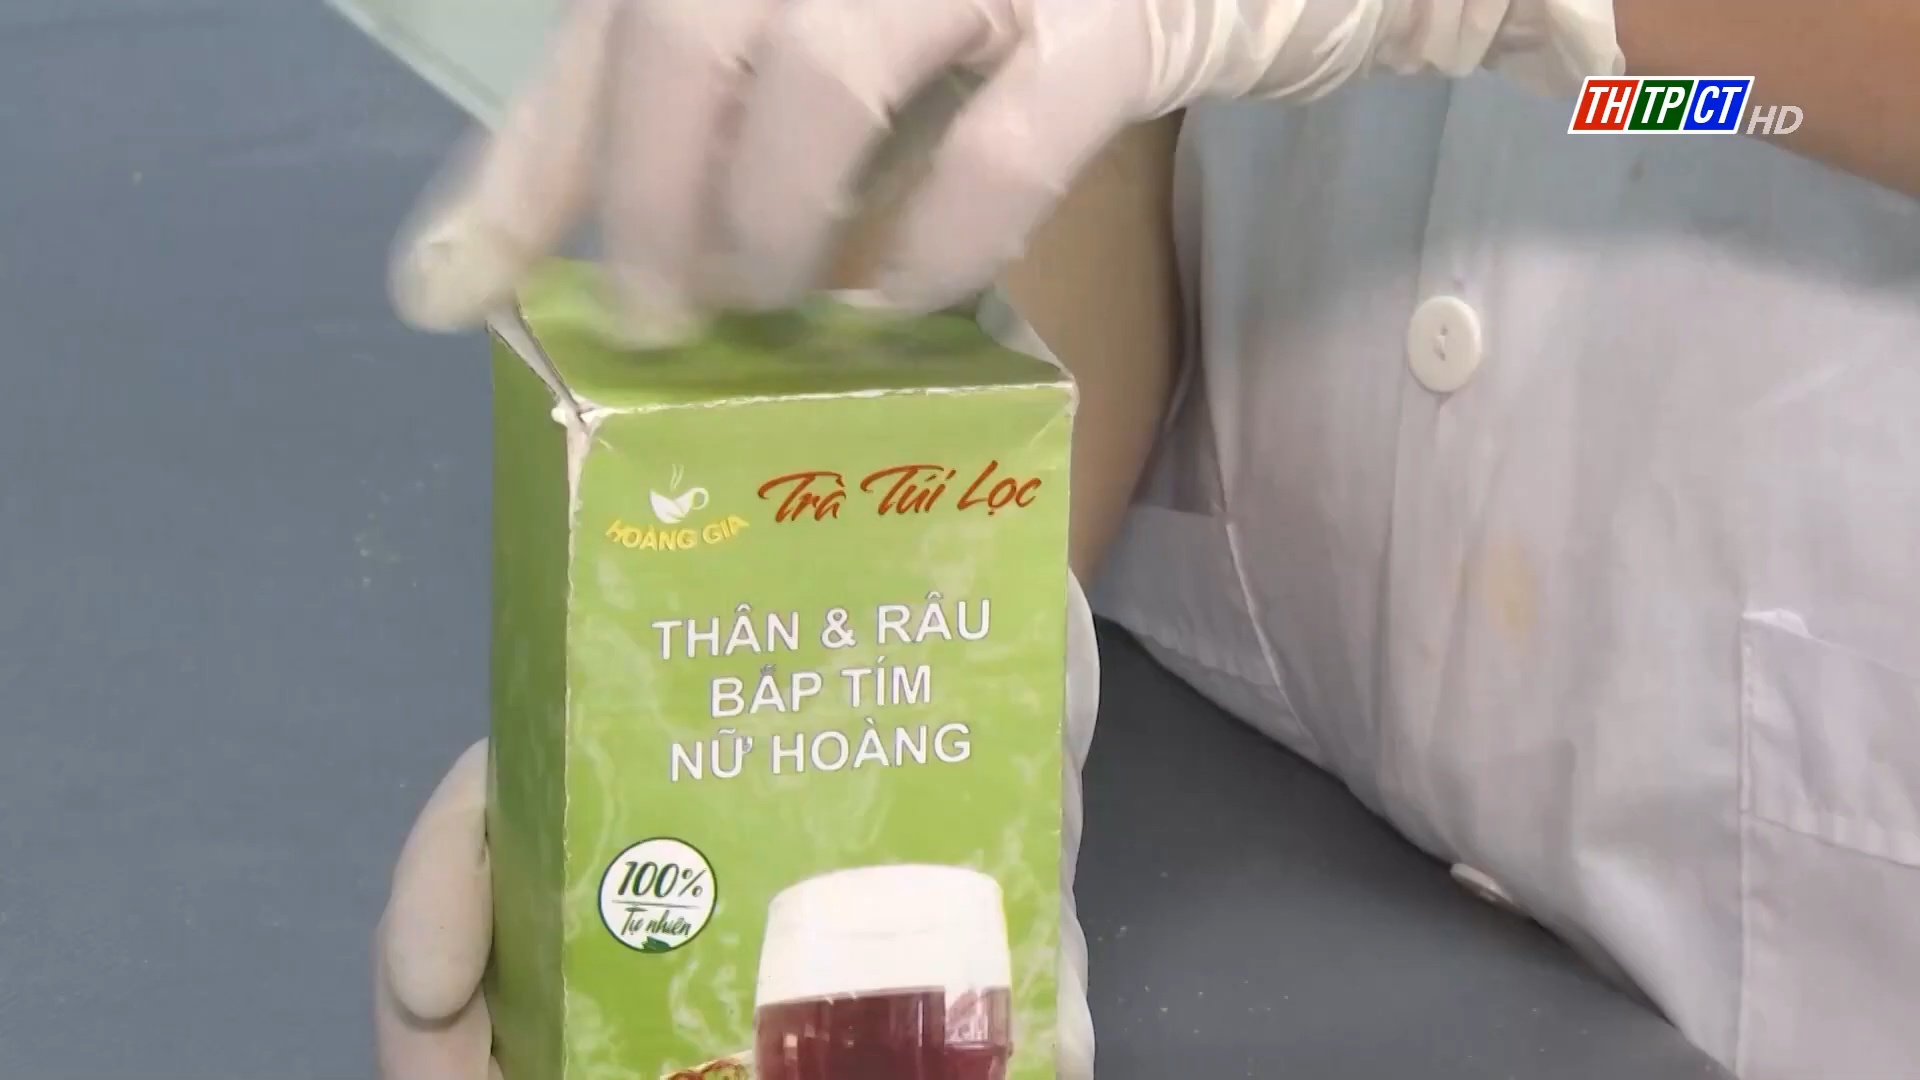 THTPCT HD
HOÀNG GIA
Trà Túi Lọc
THÂN & RÂU
BẮP TÍM
NỮ HOÀNG
100%
Tự nhiên